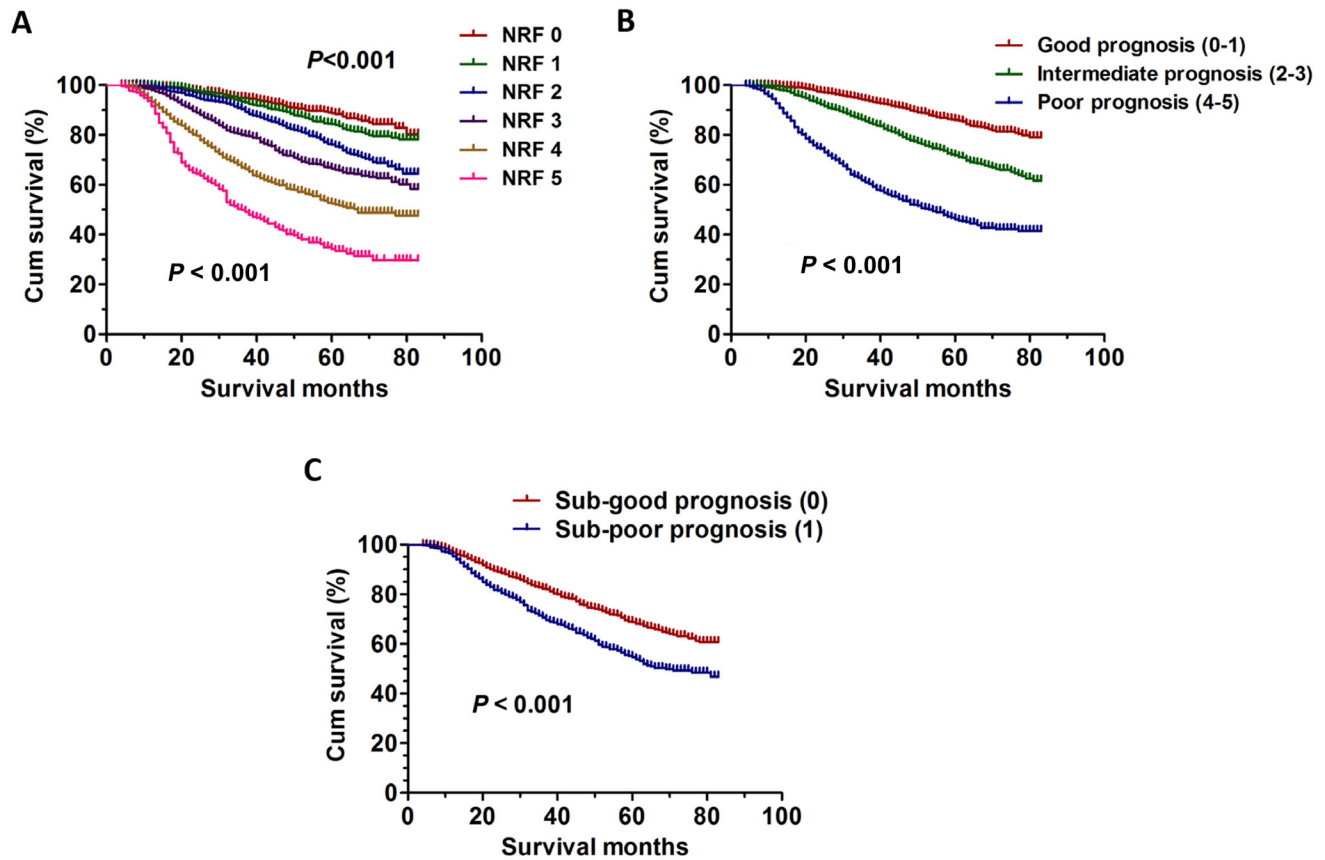 A
P<0.001
NRF 0
NRF 1
NRF 2
NRF 3
NRF 4
NRF 5
Cum survival (%)
100
80
60
40
20
0
P < 0.001
0 20 40 60 80 100
Survival months
B
Good prognosis (0-1)
Intermediate prognosis (2-3)
Poor prognosis (4-5)
Cum survival (%)
100
80
60
40
20
0
P < 0.001
0 20 40 60 80 100
Survival months
C
Sub-good prognosis (0)
Sub-poor prognosis (1)
Cum survival (%)
100
80
60
40
20
0
P < 0.001
0 20 40 60 80 100
Survival months